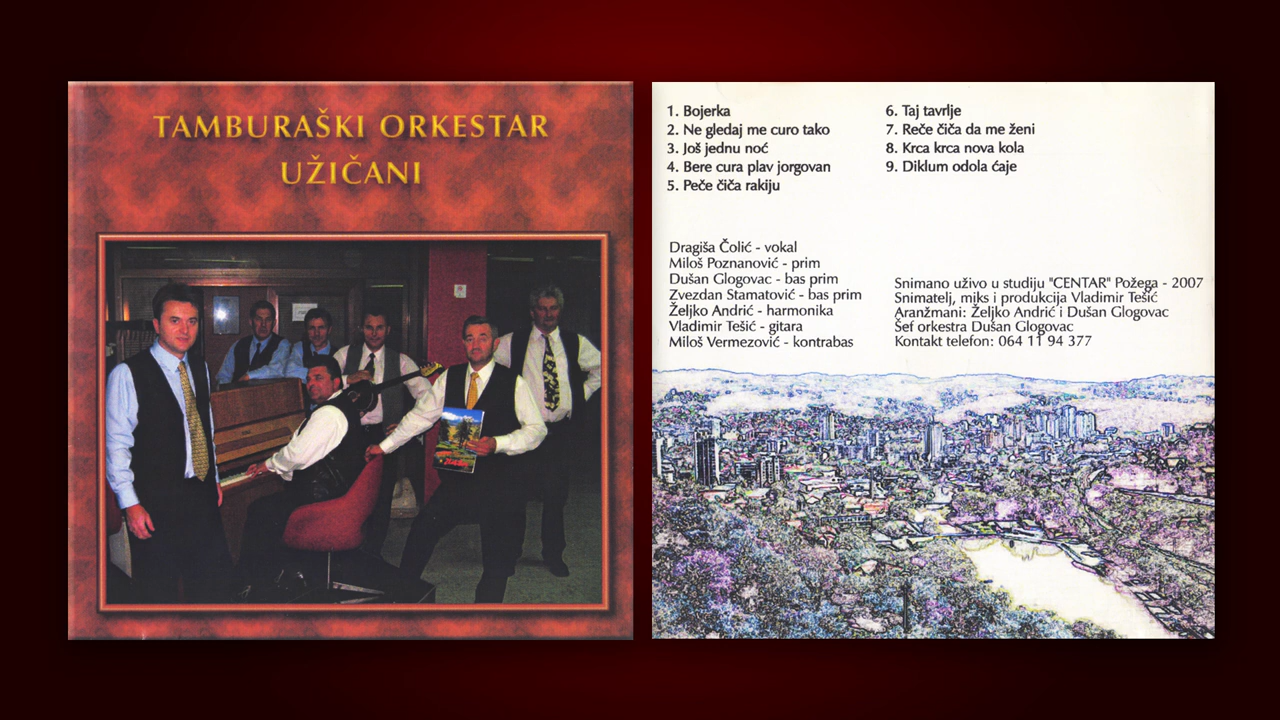 TAMBURAŠKI ORKESTAR
UŽIČANI
1. Bojerka
2. Ne gledaj me curo tako
3. Još jednu noć
4. Bere cura plav jorgovan
5. Peče čiča rakiju
6. Taj tavrlje
7. Reče čiča da me ženi
8. Krca krca nova kola
9. Diklum odola ćaje
Dragiša Čolić - vokal
Miloš Poznanović - prim
Dušan Glogovac - bas prim
Zvezdan Stamatović - bas prim
Željko Andrić - harmonika
Vladimir Tešić - gitara
Miloš Vermezović - kontrabas
Snimano uživo u studiju "CENTAR" Požega - 2007
Snimatelj, miks i produkcija Vladimir Tešić
Aranžmani: Željko Andrić i Dušan Glogovac
Šef orkestra Dušan Glogovac
Kontakt telefon: 064 11 94 377